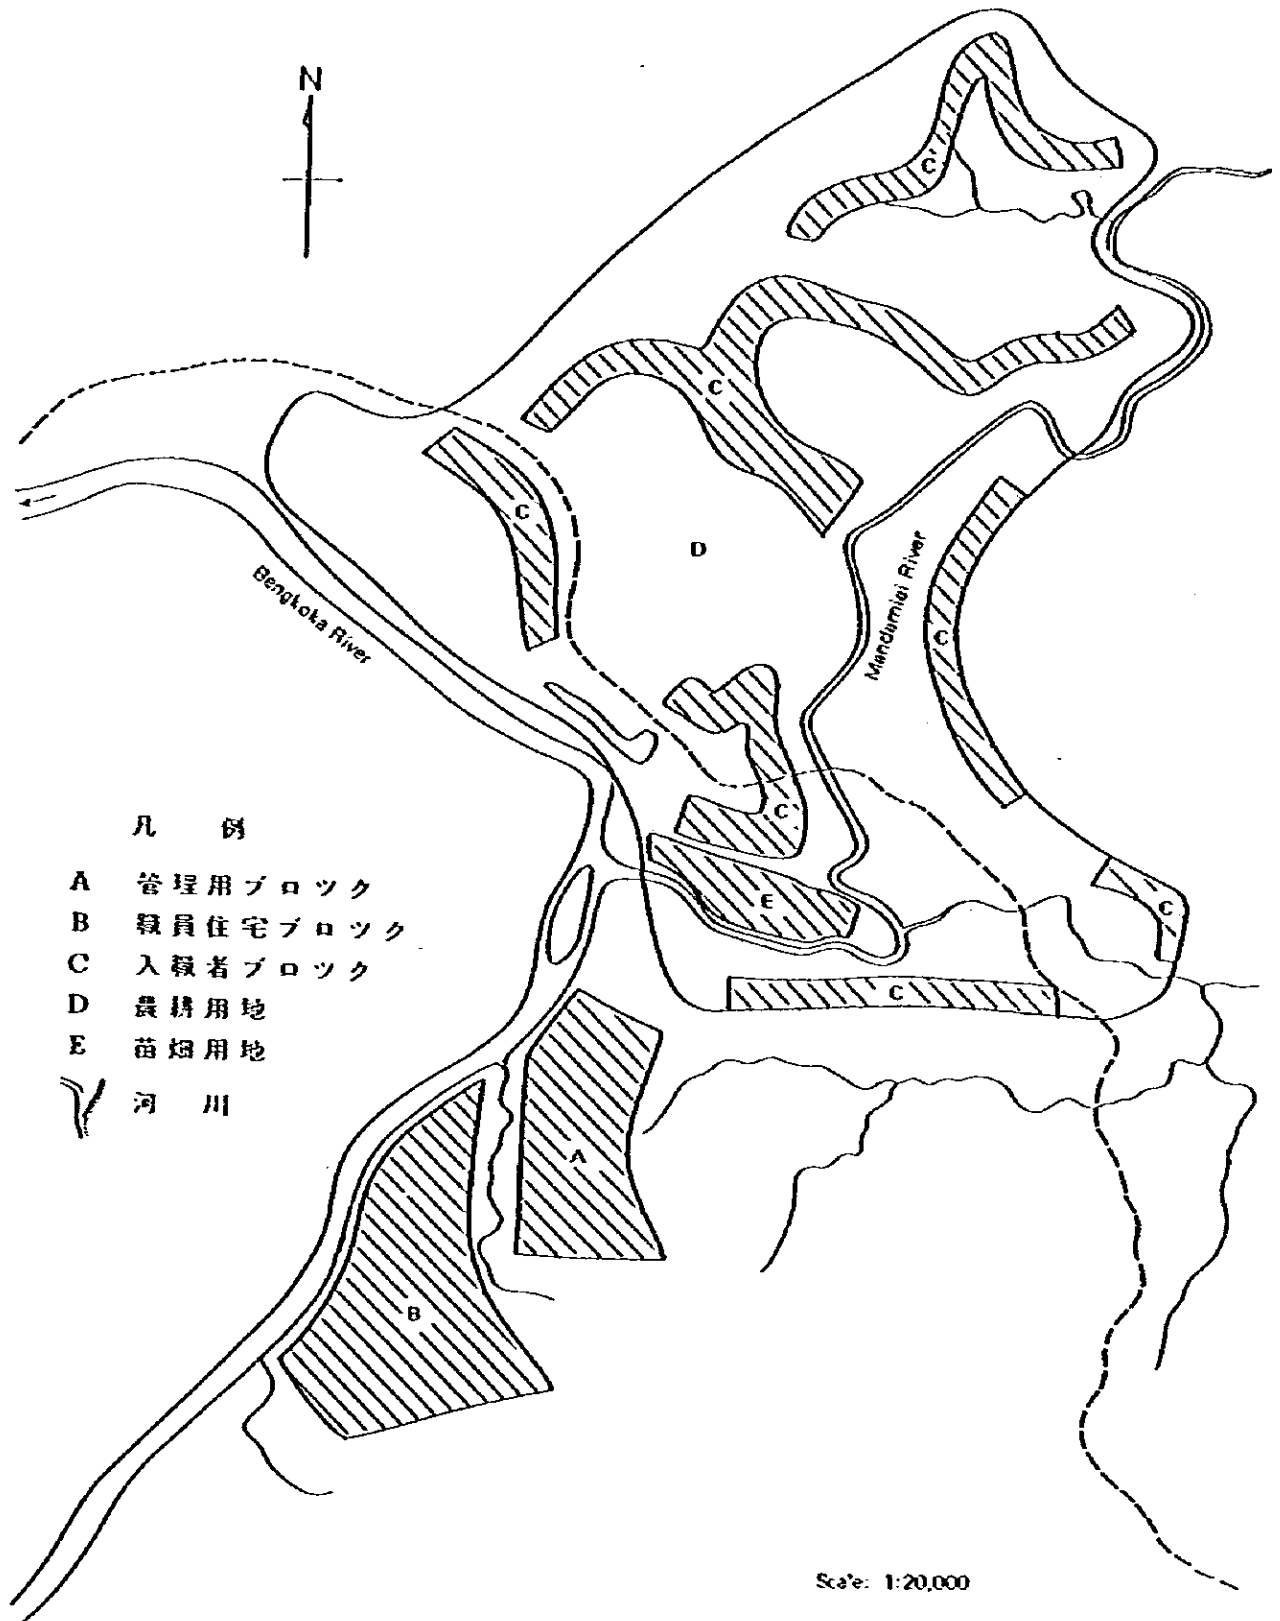 N
C
C
C
D
Bengkoka River
Mandamiai River
C
C
E
C
C
凡 例
A 管理用ブロック
B 職員住宅ブロック
C 入殖者ブロック
D 農耕用地
E 苗畑用地
河 川
A
B
Scale: 1:20,000